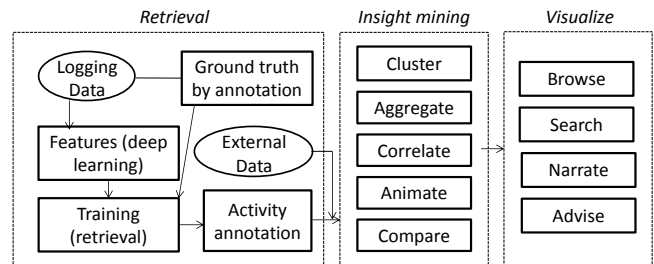 Retrieval
Insight mining
Visualize
Logging
Data
Ground truth
by annotation
Features (deep
learning)
External
Data
Training
(retrieval)
Activity
annotation
Cluster
Aggregate
Correlate
Animate
Compare
Browse
Search
Narrate
Advise